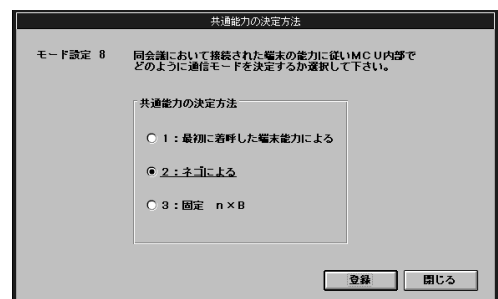 共通能力の決定方法
モード設定 8
同会議において接続された端末の能力に従いMCU内部で
どのように通信モードを決定するか選択して下さい。
共通能力の決定方法
1：最初に着呼した端末能力による
2：ネゴによる
3：固定 n×B
登録
閉じる